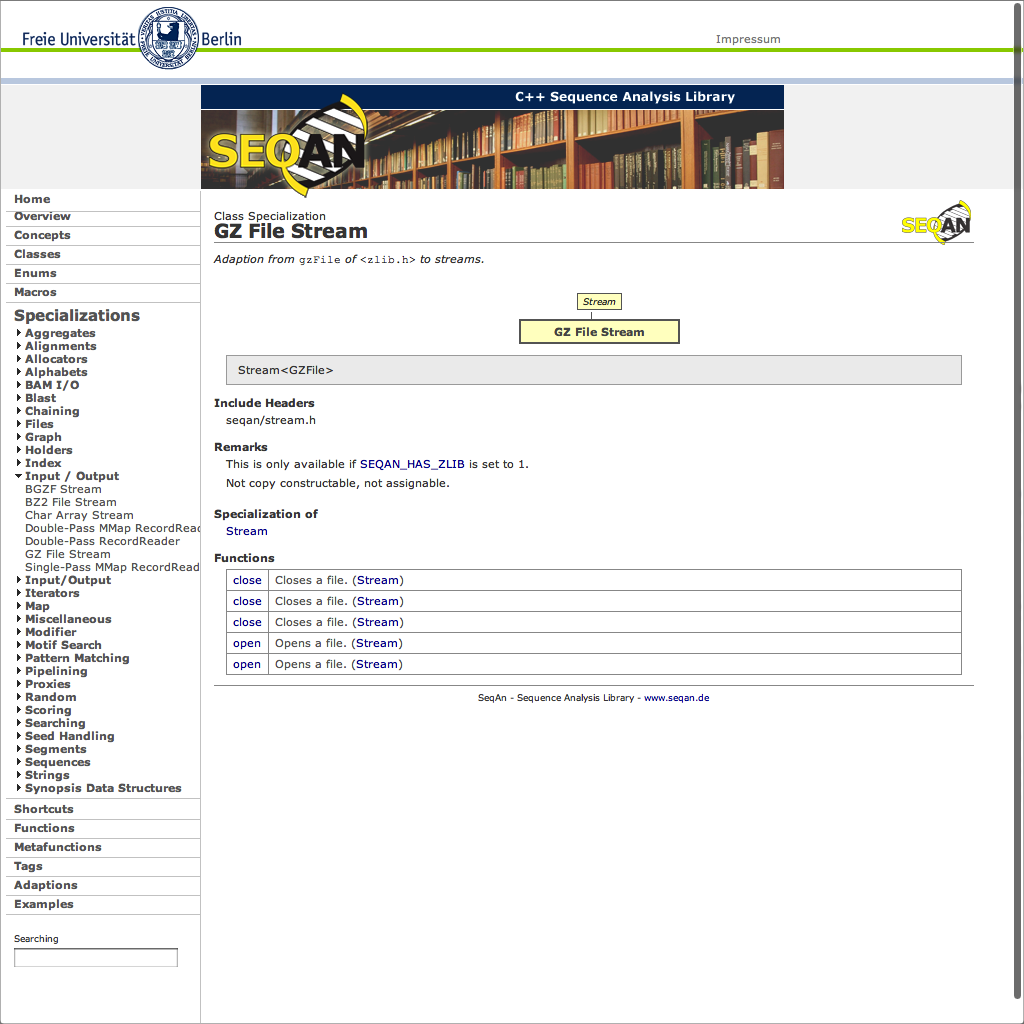 Freie Universität Berlin
Impressum
C++ Sequence Analysis Library
SEQAN
Home
Overview
Concepts
Classes
Enums
Macros
Specializations
Aggregates
Alignments
Allocators
Alphabets
BAM I/O
Blast
Chaining
Files
Graph
Holders
Index
Input / Output
BGZF Stream
BZ2 File Stream
Char Array Stream
Double-Pass MMap RecordRead
Double-Pass RecordReader
GZ File Stream
Single-Pass MMap RecordRead
Input/Output
Iterators
Map
Miscellaneous
Modifier
Motif Search
Pattern Matching
Pipelining
Proxies
Random
Scoring
Searching
Seed Handling
Segments
Sequences
Strings
Synopsis Data Structures
Shortcuts
Functions
Metafunctions
Tags
Adaptions
Examples
Searching
Class Specialization
GZ File Stream
SEQAN
Adaption from gzFile of <zlib.h> to streams.
Stream
GZ File Stream
Stream<GZFile>
Include Headers
seqan/stream.h
Remarks
This is only available if SEQAN_HAS_ZLIB is set to 1.
Not copy constructable, not assignable.
Specialization of
Stream
Functions
close Closes a file. (Stream)
close Closes a file. (Stream)
close Closes a file. (Stream)
open Opens a file. (Stream)
open Opens a file. (Stream)
SeqAn - Sequence Analysis Library - www.seqan.de